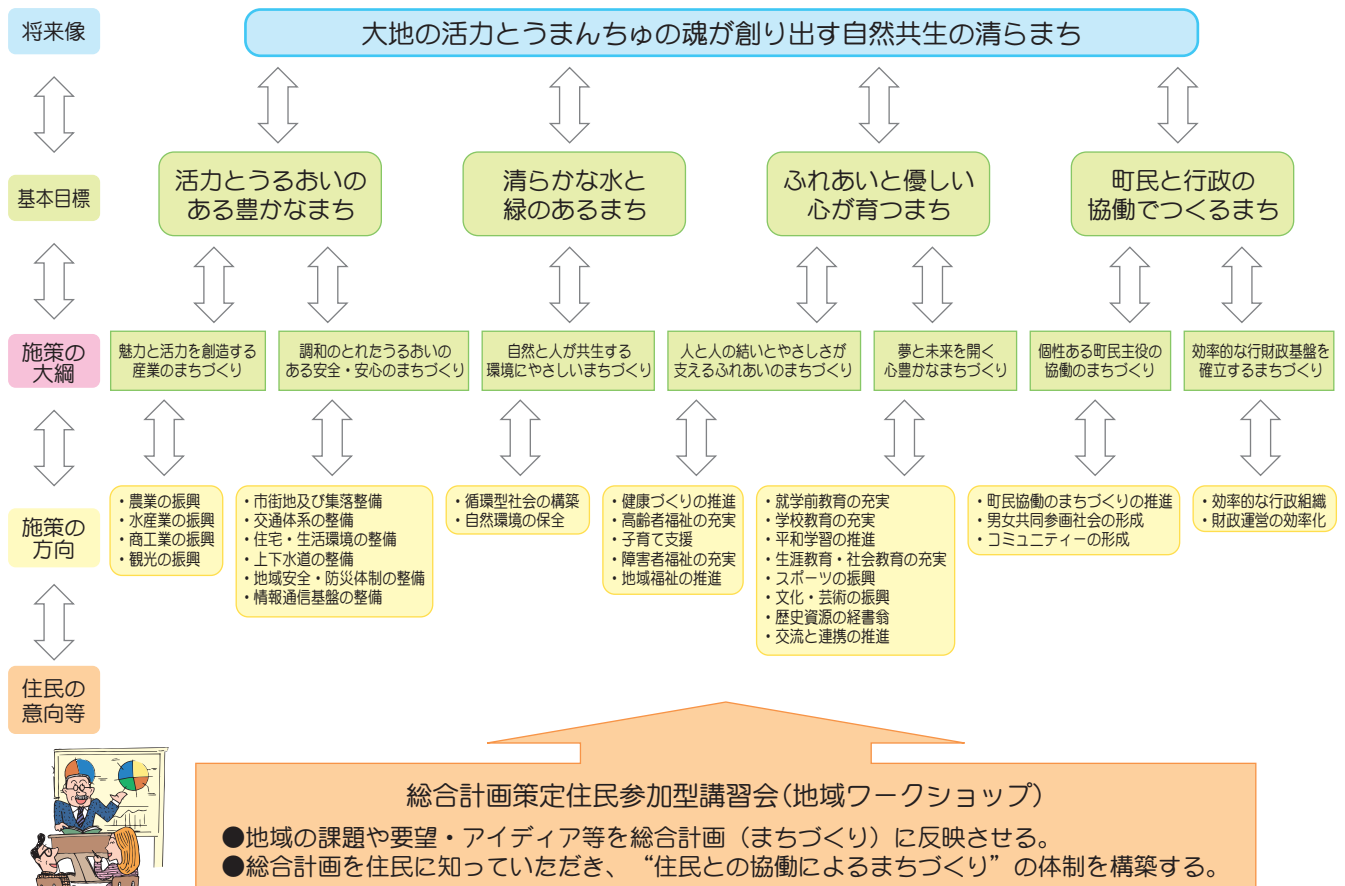 将来像
大地の活力とうまんちゅの魂が創り出す自然共生の清らまち
基本目標
活力とうるおいの
ある豊かなまち
清らかな水と
緑のあるまち
ふれあいと優しい
心が育つまち
町民と行政の
協働でつくるまち
施策の
大綱
魅力と活力を創造する
産業のまちづくり
調和のとれたうるおいの
ある安全・安心のまちづくり
自然と人が共生する
環境にやさしいまちづくり
人と人の結いとやさしさが
支えるふれあいのまちづくり
夢と未来を開く
心豊かなまちづくり
個性ある町民主役の
協働のまちづくり
効率的な行財政基盤を
確立するまちづくり
施策の
方向
・農業の振興
・水産業の振興
・商工業の振興
・観光の振興
・市街地及び集落整備
・交通体系の整備
・住宅・生活環境の整備
・上下水道の整備
・地域安全・防災体制の整備
・情報通信基盤の整備
・循環型社会の構築
・自然環境の保全
・健康づくりの推進
・高齢者福祉の充実
・子育て支援
・障害者福祉の充実
・地域福祉の推進
・就学前教育の充実
・学校教育の充実
・平和学習の推進
・生涯教育・社会教育の充実
・スポーツの振興
・文化・芸術の振興
・歴史資源の経書翁
・交流と連携の推進
・町民協働のまちづくりの推進
・男女共同参画社会の形成
・コミュニティーの形成
・効率的な行政組織
・財政運営の効率化
住民の
意向等
総合計画策定住民参加型講習会(地域ワークショップ)
●地域の課題や要望・アイディア等を総合計画（まちづくり）に反映させる。
●総合計画を住民に知っていただき、“住民との協働によるまちづくり”の体制を構築する。